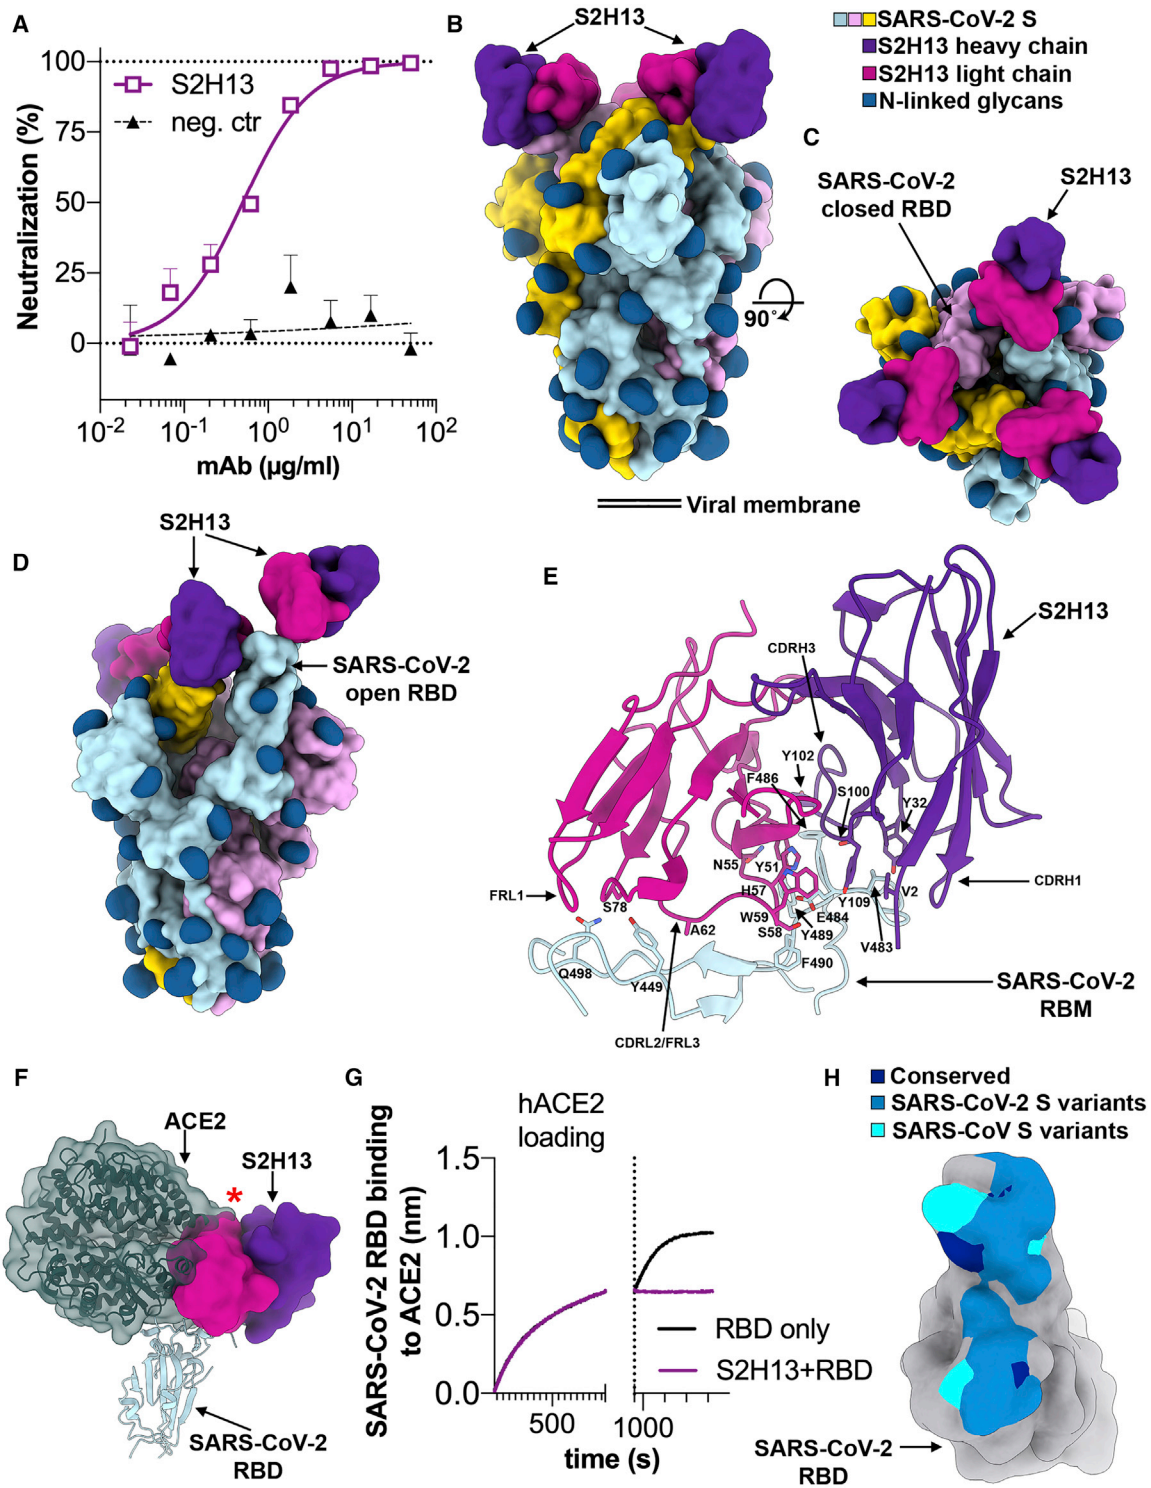 A
100
75
50
25
0
Neutralization (%)
S2H13
neg. ctr
10-2
10-1
100
101
102
mAb (µg/ml)
B
S2H13
90°
Viral membrane
SARS-CoV-2 S
S2H13 heavy chain
S2H13 light chain
N-linked glycans
C
SARS-CoV-2
closed RBD
S2H13
D
S2H13
SARS-CoV-2
open RBD
E
S2H13
CDRH3
Y102
F486
S100
Y32
N55
Y51
H57
V2
CDRH1
FRL1
S78
W59
E484
Y109
A62
S58
Y489
V483
Q498
Y449
F490
SARS-CoV-2
RBM
CDRL2/FRL3
F
ACE2
S2H13
*
SARS-CoV-2
RBD
G
hACE2
loading
SARS-CoV-2 RBD binding
to ACE2 (nm)
1.5
1.0
0.5
0.0
RBD only
S2H13+RBD
500
1000
time (s)
H
Conserved
SARS-CoV-2 S variants
SARS-CoV S variants
SARS-CoV-2
RBD